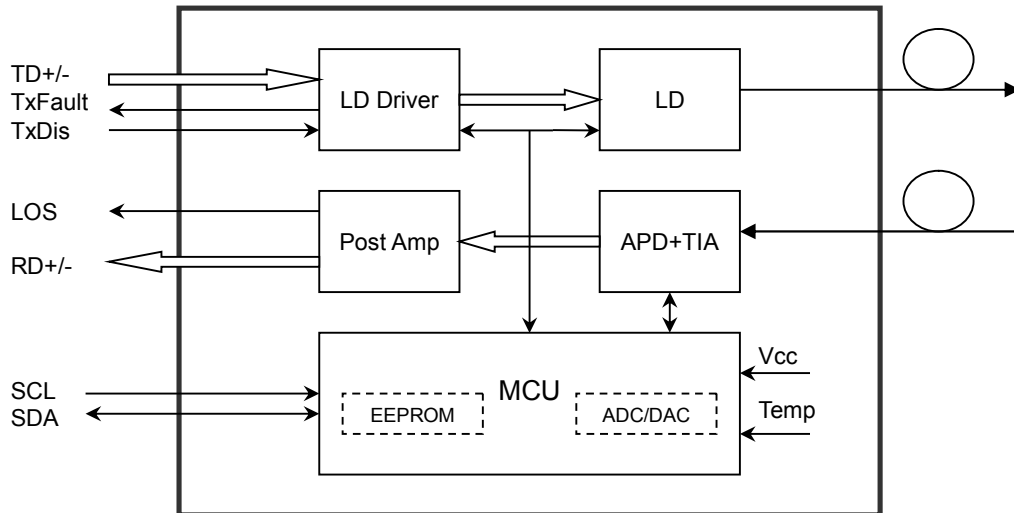 TD+/-
TxFault
TxDis
LD Driver
LD
LOS
RD+/-
Post Amp
APD+TIA
SCL
SDA
MCU
EEPROM
ADC/DAC
Vcc
Temp